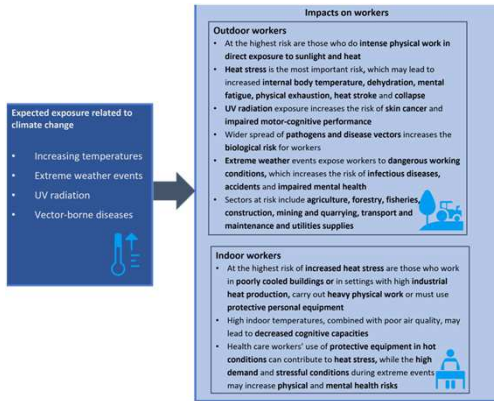 Expected exposure related to
climate change
• Increasing temperatures
• Extreme weather events
• UV radiation
• Vector-borne diseases
Impacts on workers
Outdoor workers
• At the highest risk are those who do intense physical work in
direct exposure to sunlight and heat
• Heat stress is the most important risk, which may lead to
increased internal body temperature, dehydration, mental
fatigue, physical exhaustion, heat stroke and collapse
• UV radiation exposure increases the risk of skin cancer and
impaired motor-cognitive performance
• Wider spread of pathogens and disease vectors increases the
biological risk for workers
• Extreme weather events expose workers to dangerous working
conditions, which increases the risk of infectious diseases,
accidents and impaired mental health
• Sectors at risk include agriculture, forestry, fisheries,
construction, mining and quarrying, transport and
maintenance and utilities supplies
Indoor workers
• At the highest risk of increased heat stress are those who work
in poorly cooled buildings or in settings with high industrial
heat production, carry out heavy physical work or must use
protective personal equipment
• High indoor temperatures, combined with poor air quality, may
lead to decreased cognitive capacities
• Health care workers' use of protective equipment in hot
conditions can contribute to heat stress, while the high
demand and stressful conditions during extreme events
may increase physical and mental health risks